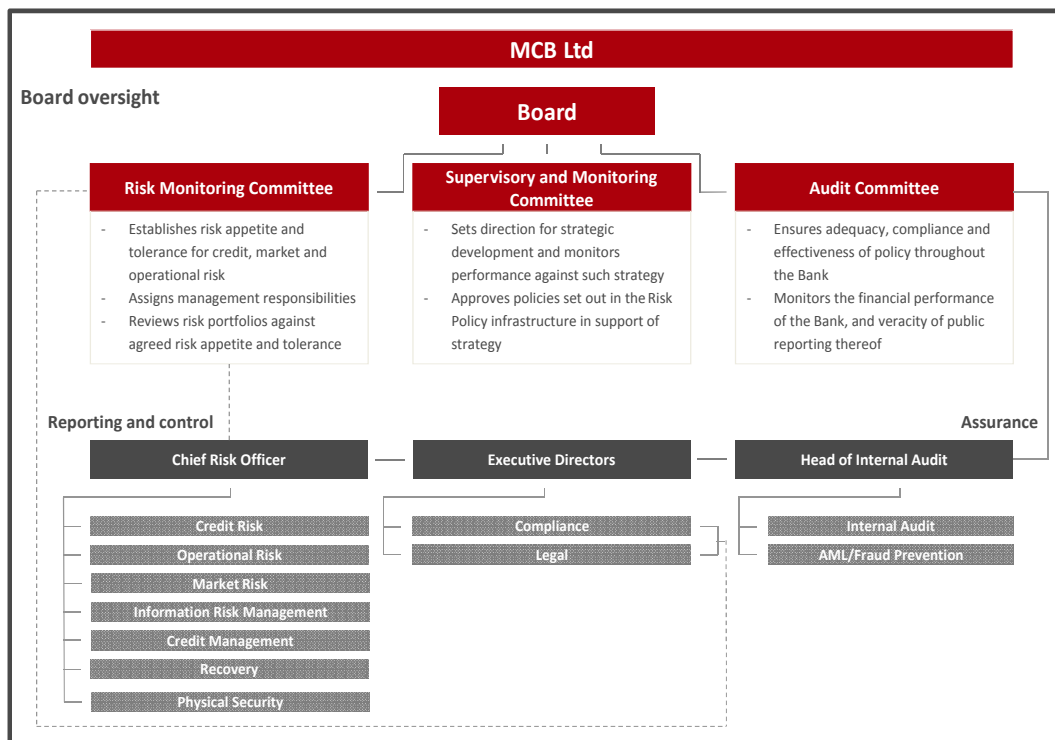 MCB Ltd
Board oversight
Board
Risk Monitoring Committee
- Establishes risk appetite and
tolerance for credit, market and
operational risk
- Assigns management responsibilities
- Reviews risk portfolios against
agreed risk appetite and tolerance
Supervisory and Monitoring
Committee
- Sets direction for strategic
development and monitors
performance against such strategy
- Approves policies set out in the Risk
Policy infrastructure in support of
strategy
Audit Committee
- Ensures adequacy, compliance and
effectiveness of policy throughout
the Bank
- Monitors the financial performance
of the Bank, and veracity of public
reporting thereof
Reporting and control
Assurance
Chief Risk Officer
Executive Directors
Head of Internal Audit
Credit Risk
Operational Risk
Market Risk
Information Risk Management
Credit Management
Recovery
Physical Security
Compliance
Legal
Internal Audit
AML/Fraud Prevention